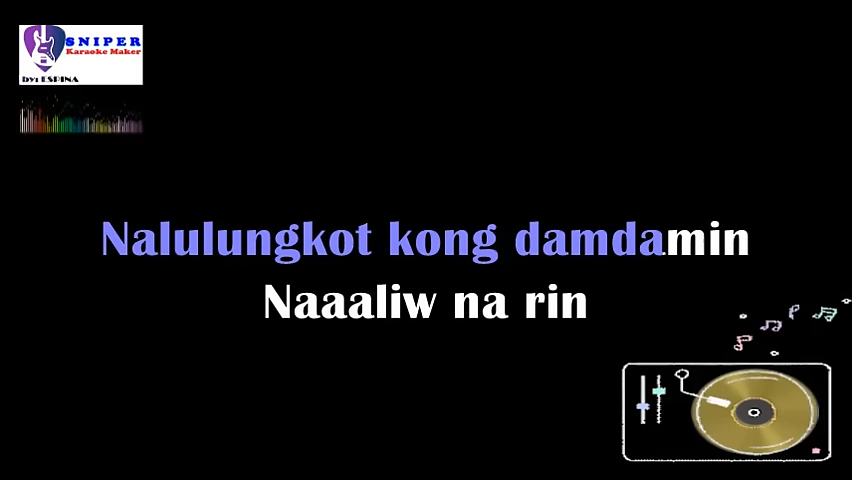 SNIPER
Karaoke Maker
by: ESPINA
Nalulungkot kong damdamin
Naaaliw na rin